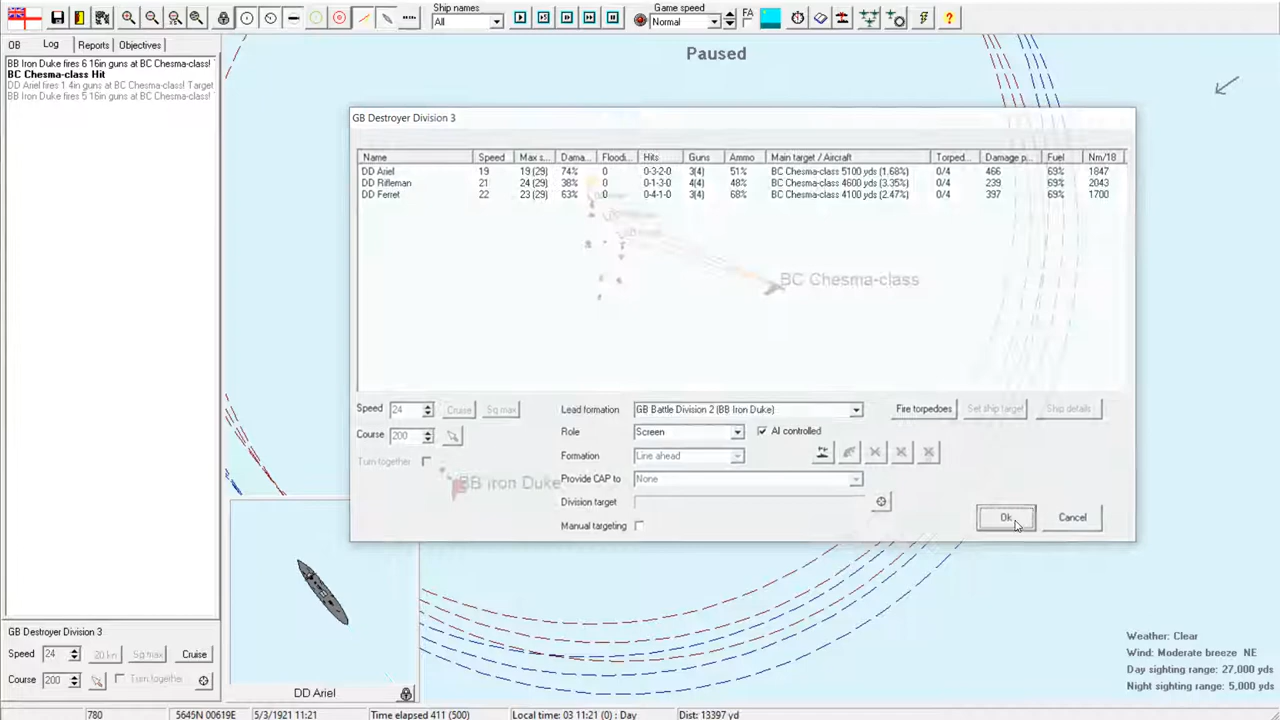 Ship names
All
Game speed
Normal
FA
OB Log Reports Objectives
BB Iron Duke fires 6 16in guns at BC Chesma-class!
BC Chesma-class Hit
DD Ariel fires 1 4in guns at BC Chesma-class! Target
BB Iron Duke fires 5 16in guns at BC Chesma-class!
Paused
GB Destroyer Division 3
Name Speed Max s... Dama... Floodi... Hits Guns Ammo Main target / Aircraft Torped... Damage p... Fuel Nm/18
DD Ariel 19 19 (29) 74% 0 0-3-2-0 3(4) 51% BC Chesma-class 5100 yds (1.68%) 0/4 466 69% 1847
DD Rifleman 21 24 (29) 38% 0 0-1-3-0 4(4) 48% BC Chesma-class 4600 yds (3.35%) 0/4 239 69% 2043
DD Ferret 22 23 (29) 63% 0 0-4-1-0 3(4) 68% BC Chesma-class 4100 yds (2.47%) 0/4 397 69% 1700
BC Chesma-class
Speed 24 Cruise Sq max Lead formation GB Battle Division 2 (BB Iron Duke) Fire torpedoes Set ship target Ship details
Course 200 Role Screen AI controlled
Turn together Formation Line ahead
Provide CAP to None
BB Iron Duke
Division target
Manual targeting
Ok Cancel
GB Destroyer Division 3
Speed 24 20 kn Sq max Cruise
Course 200 Turn together
DD Ariel
Weather: Clear
Wind: Moderate breeze NE
Day sighting range: 27,000 yds
Night sighting range: 5,000 yds
780 5645N 00619E 5/3/1921 11:21 Time elapsed 411 (500) Local time: 03 11:21 (0) : Day Dist: 13397 yd